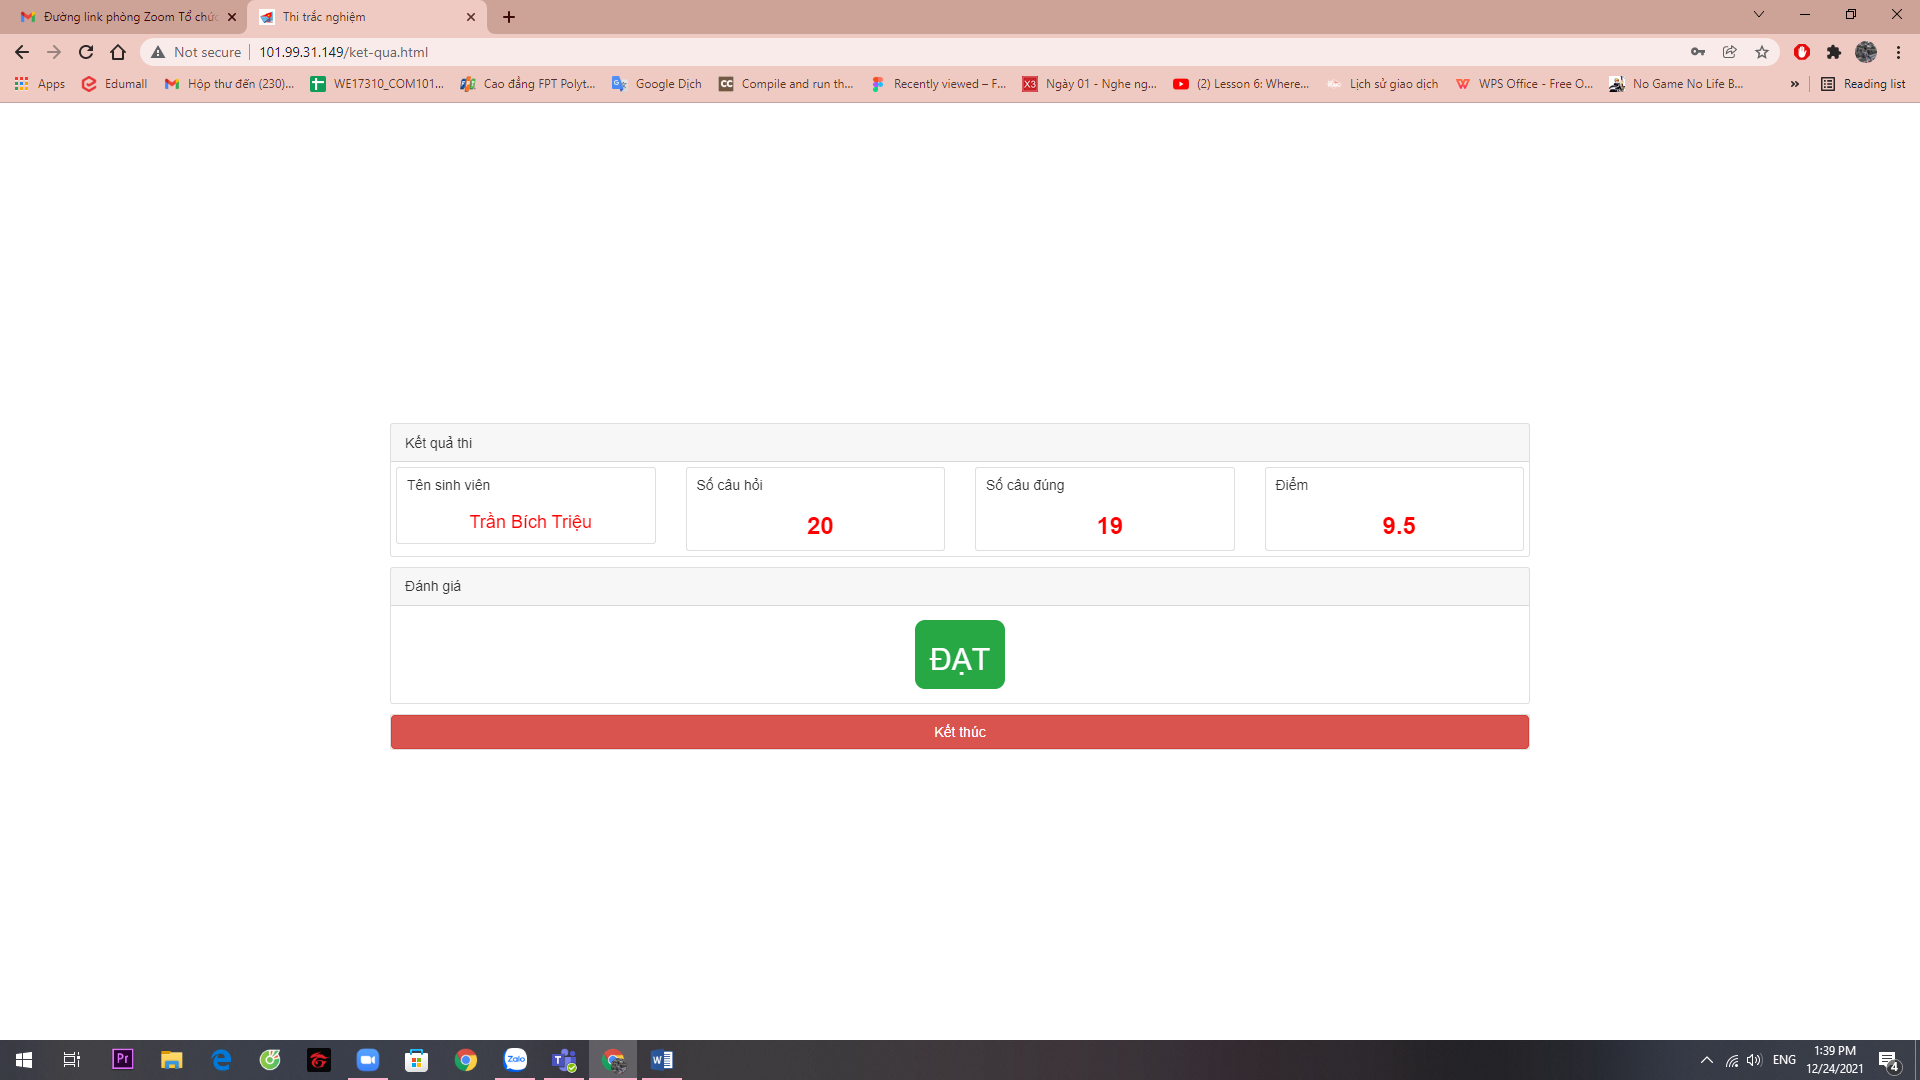 Đường link phòng Zoom Tổ chức
Thi trắc nghiệm
Not secure
101.99.31.149/ket-qua.html
Apps
Edumall
Hộp thư đến (230)...
WE17310_COM101...
Cao đẳng FPT Polyt...
Google Dịch
CC
Compile and run th...
Recently viewed – F...
X3
Ngày 01 - Nghe ng...
(2) Lesson 6: Where...
Lịch sử giao dịch
WPS Office - Free O...
No Game No Life B...
»
Reading list
Kết quả thi
Tên sinh viên
Trần Bích Triệu
Số câu hỏi
20
Số câu đúng
19
Điểm
9.5
Đánh giá
ĐẠT
Kết thúc
Pr
Zalo
T
W
ENG
1:39 PM
12/24/2021
4